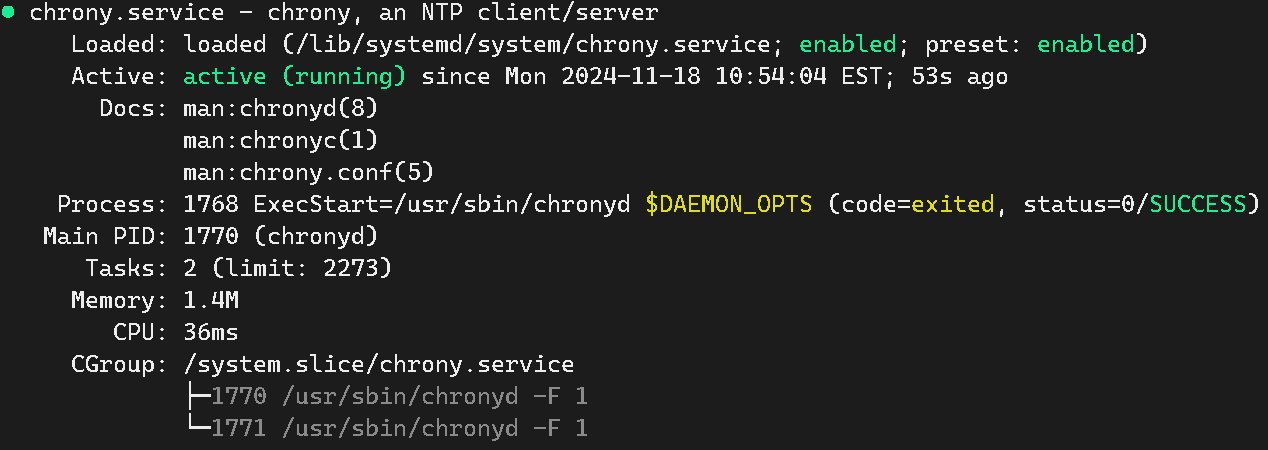 ● chrony.service - chrony, an NTP client/server
     Loaded: loaded (/lib/systemd/system/chrony.service; enabled; preset: enabled)
     Active: active (running) since Mon 2024-11-18 10:54:04 EST; 53s ago
       Docs: man:chronyd(8)
             man:chronyc(1)
             man:chrony.conf(5)
    Process: 1768 ExecStart=/usr/sbin/chronyd $DAEMON_OPTS (code=exited, status=0/SUCCESS)
   Main PID: 1770 (chronyd)
      Tasks: 2 (limit: 2273)
     Memory: 1.4M
        CPU: 36ms
     CGroup: /system.slice/chrony.service
             ├─1770 /usr/sbin/chronyd -F 1
             └─1771 /usr/sbin/chronyd -F 1